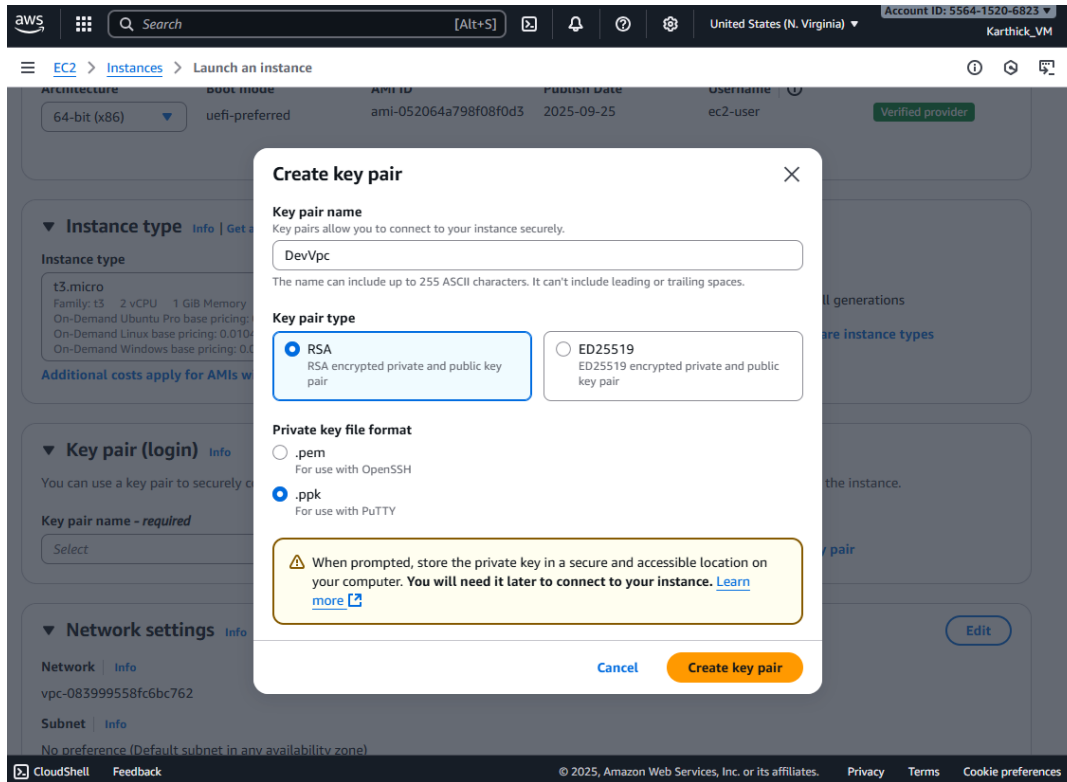 aws
Search [Alt+S]
United States (N. Virginia)
Account ID: 5564-1520-6823
Karthick_VM
EC2 > Instances > Launch an instance
Architecture Boot mode AMI ID Publish Date Username
64-bit (x86) uefi-preferred ami-052064a798f08f0d3 2025-09-25 ec2-user Verified provider
Create key pair
Key pair name
Key pairs allow you to connect to your instance securely.
DevVpc
The name can include up to 255 ASCII characters. It can't include leading or trailing spaces.
Key pair type
RSA
RSA encrypted private and public key
pair
ED25519
ED25519 encrypted private and public
key pair
Private key file format
.pem
For use with OpenSSH
.ppk
For use with PuTTY
When prompted, store the private key in a secure and accessible location on
your computer. You will need it later to connect to your instance. Learn
more
Cancel Create key pair
Instance type Info | Get
Instance type
t3.micro
Family: t3 2 vCPU 1 GiB Memory
On-Demand Ubuntu Pro base pricing:
On-Demand Linux base pricing: 0.0104
On-Demand Windows base pricing: 0.0
Additional costs apply for AMIs
generations
instance types
Key pair (login) Info
You can use a key pair to securely
the instance.
Key pair name - required
Select
pair
Network settings Info Edit
Network Info
vpc-083999558fc6bc762
Subnet Info
No preference (Default subnet in any availability zone)
CloudShell Feedback © 2025, Amazon Web Services, Inc. or its affiliates. Privacy Terms Cookie preferences